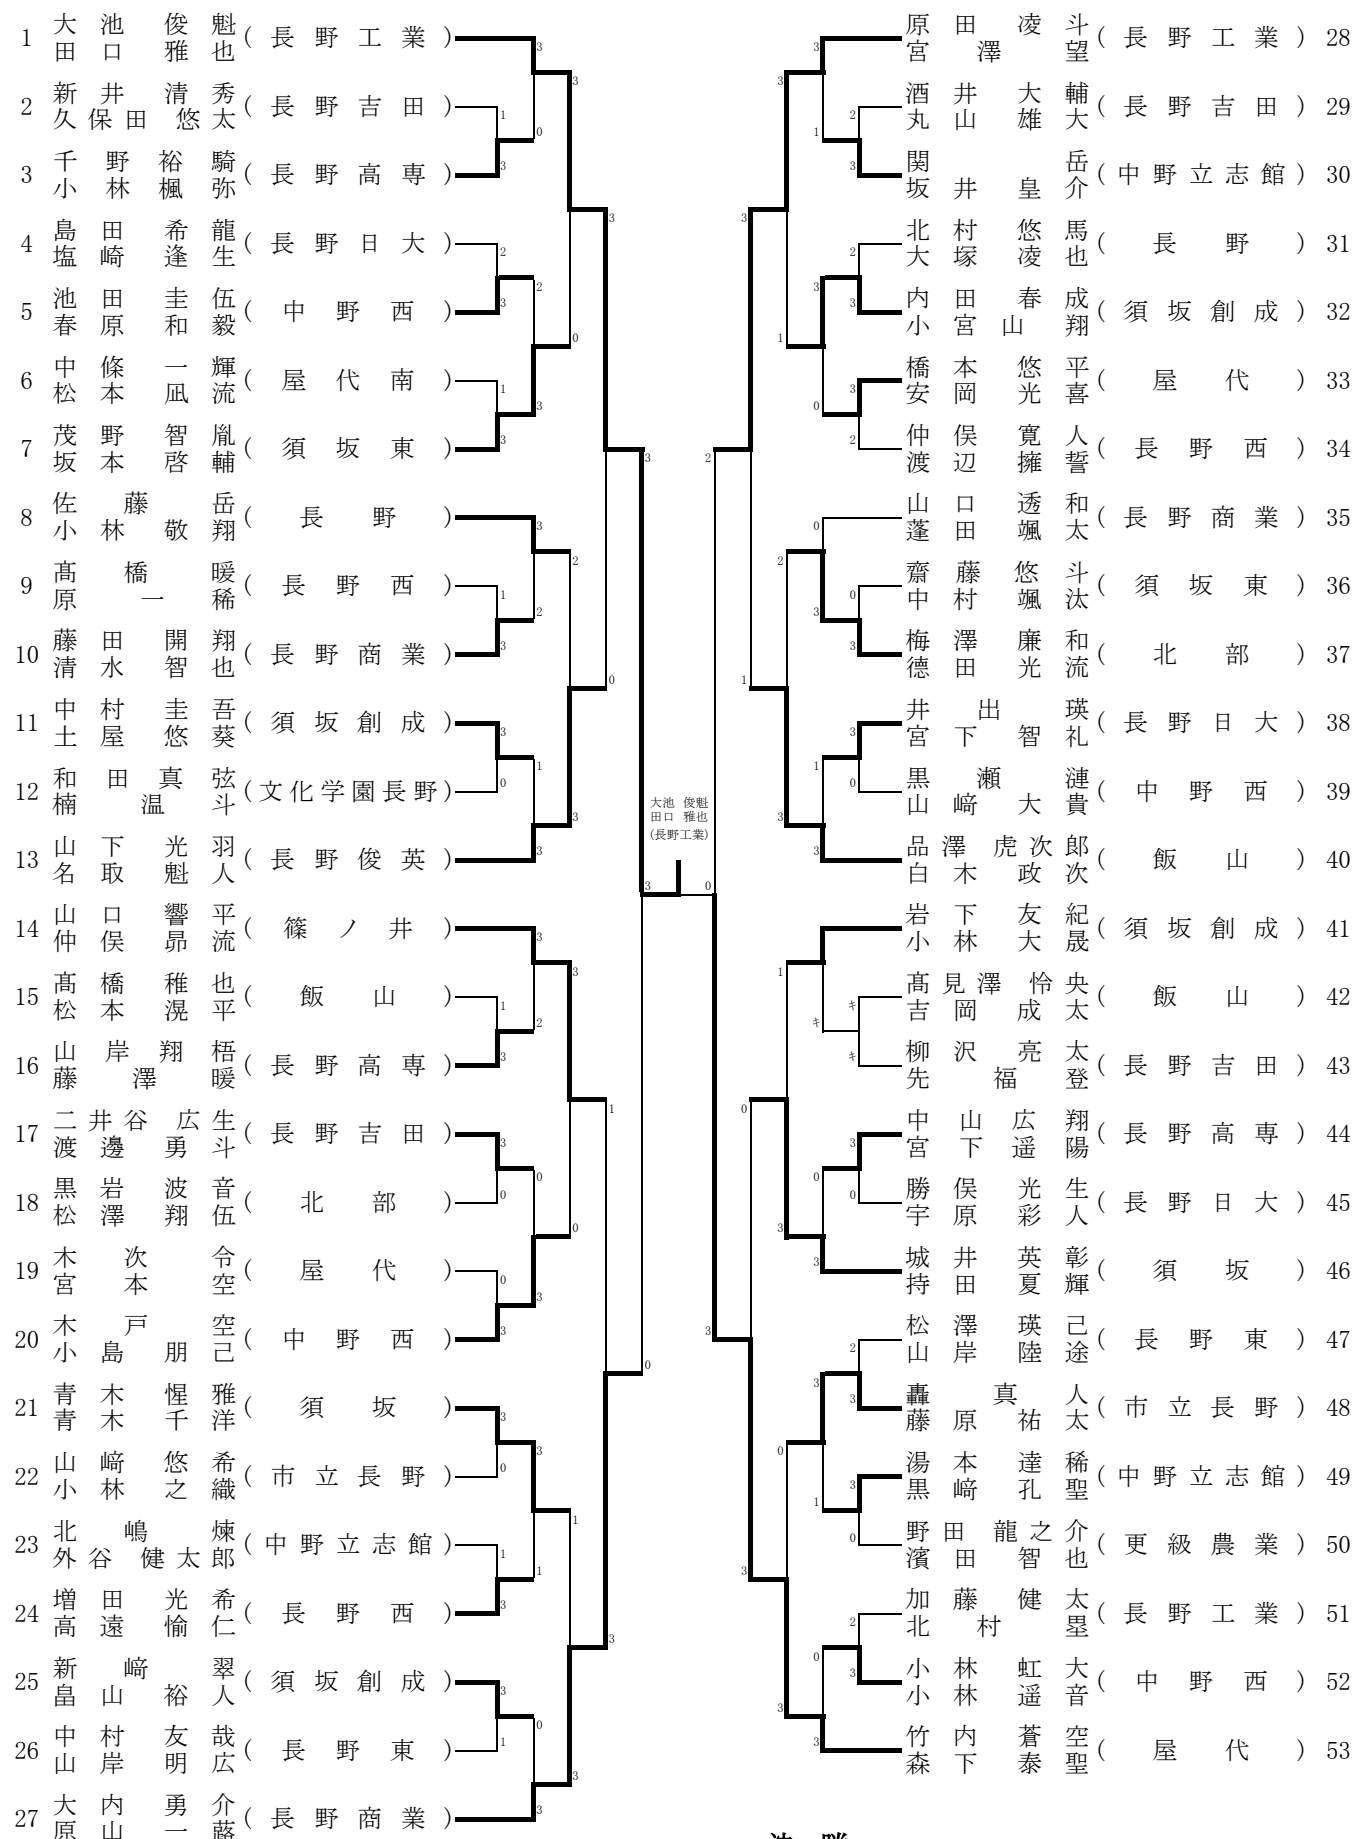 1 大池 俊魁 (長野工業)
田口 雅也
2 新井 清秀 (長野吉田)
久保田 悠太
3 千野 裕騎 (長野高専)
小林 楓弥
4 島田 希龍 (長野日大)
塩崎 逢生
5 池田 圭伍 (中野西)
春原 和毅
6 中條 一輝 (屋代南)
松本 凪流
7 茂野 智胤 (須坂東)
坂本 啓輔
8 佐藤 岳 (長野)
小林 敬翔
9 髙橋 暖 (長野西)
原 一稀
10 藤田 開翔 (長野商業)
清水 智也
11 中村 圭吾 (須坂創成)
土屋 悠葵
12 和田 真弦 (文化学園長野)
楠 温斗
13 山下 光羽 (長野俊英)
名取 魁人
14 山口 響平 (篠ノ井)
仲俣 昴流
15 髙橋 稚也 (飯山)
松本 滉平
16 山岸 翔梧 (長野高専)
藤澤 暖
17 二井谷 広生 (長野吉田)
渡邊 勇斗
18 黒岩 波音 (北部)
松澤 翔伍
19 木次 令 (屋代)
宮本 空
20 木戸 空 (中野西)
小島 朋己
21 青木 惺雅 (須坂)
青木 千洋
22 山﨑 悠希 (市立長野)
小林 之織
23 北嶋 煉 (中野立志館)
外谷 健太郎
24 増田 光希 (長野西)
高遠 愉仁
25 新﨑 翠 (須坂創成)
畠山 裕人
26 中村 友哉 (長野東)
山岸 明広
27 大内 勇介 (長野商業)
原山 一蕗
大池 俊魁
田口 雅也
(長野工業)
原田 凌斗 (長野工業) 28
宮澤 望
酒井 大輔 (長野吉田) 29
丸山 雄大
関 岳 (中野立志館) 30
坂井 皇介
北村 悠馬 (長野) 31
大塚 凌也
内田 春成 (須坂創成) 32
小宮山 翔
橋本 悠平 (屋代) 33
安岡 光喜
仲俣 寛人 (長野西) 34
渡辺 擁誓
山口 透和 (長野商業) 35
蓬田 颯太
齋藤 悠斗 (須坂東) 36
中村 颯汰
梅澤 廉和 (北部) 37
德田 光流
井出 瑛 (長野日大) 38
宮下 智礼
黒瀬 漣 (中野西) 39
山﨑 大貴
品澤 虎次郎 (飯山) 40
白木 政次
岩下 友紀 (須坂創成) 41
小林 大晟
髙見澤 怜央 (飯山) 42
吉岡 成太
柳沢 亮太 (長野吉田) 43
先 福登
中山 広翔 (長野高専) 44
宮下 遥陽
勝俣 光生 (長野日大) 45
宇原 彩人
城井 英彰 (須坂) 46
持田 夏輝
松澤 瑛己 (長野東) 47
山岸 陸途
轟 真人 (市立長野) 48
藤原 祐太
湯本 達稀 (中野立志館) 49
黒﨑 孔聖
野田 龍之介 (更級農業) 50
濱田 智也
加藤 健太 (長野工業) 51
北村 塁
小林 虹大 (中野西) 52
小林 遥音
竹内 蒼空 (屋代) 53
森下 泰聖